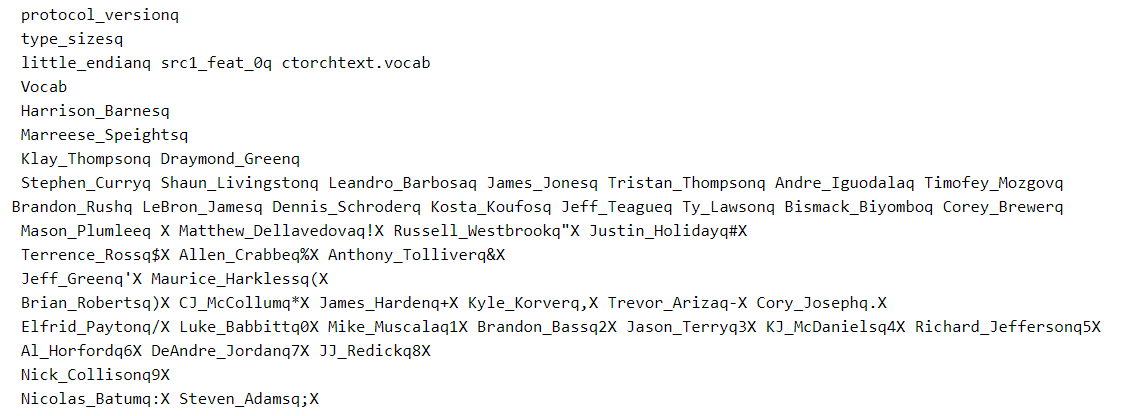 protocol_versionq
type_sizesq
little_endianq src1_feat_0q ctorchtext.vocab
Vocab
Harrison_Barnesq
Marreese_Speightsq
Klay_Thompsonq Draymond_Greenq
Stephen_Curryq Shaun_Livingstonq Leandro_Barbosaq James_Jonesq Tristan_Thompsonq Andre_Iguodalaq Timofey_Mozgovq
Brandon_Rushq LeBron_Jamesq Dennis_Schroderq Kosta_Koufosq Jeff_Teagueq Ty_Lawsonq Bismack_Biyomboq Corey_Brewerq
Mason_Plumleeq X Matthew_Dellavedovaq!X Russell_Westbrookq"X Justin_Holidayq#X
Terrence_Rossq$X Allen_Crabbeq%X Anthony_Tolliverq&X
Jeff_Greenq'X Maurice_Harklessq(X
Brian_Robertsq)X CJ_McCollumq*X James_Hardenq+X Kyle_Korverq,X Trevor_Arizaq-X Cory_Josephq.X
Elfrid_Paytonq/X Luke_Babbittq0X Mike_Muscalaq1X Brandon_Bassq2X Jason_Terryq3X KJ_McDanielsq4X Richard_Jeffersonq5X
Al_Horfordq6X DeAndre_Jordanq7X JJ_Redickq8X
Nick_Collisonq9X
Nicolas_Batumq:X Steven_Adamsq;X